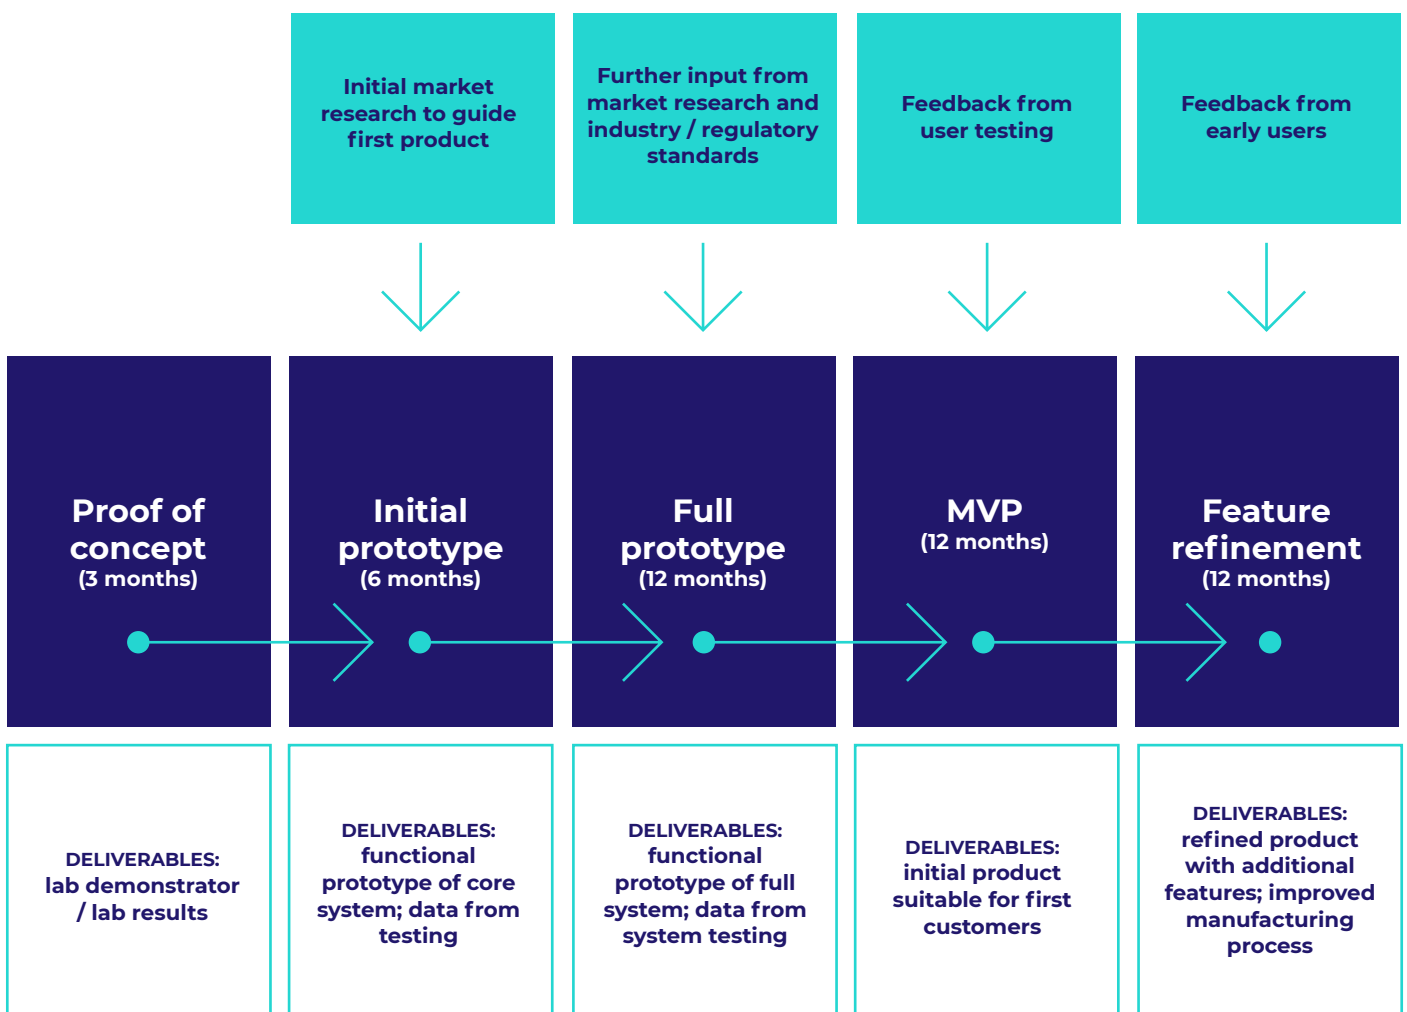 Initial market
research to guide
first product
Further input from
market research and
industry / regulatory
standards
Feedback from
user testing
Feedback from
early users
Proof of
concept
(3 months)
Initial
prototype
(6 months)
Full
prototype
(12 months)
MVP
(12 months)
Feature
refinement
(12 months)
DELIVERABLES:
lab demonstrator
/ lab results
DELIVERABLES:
functional
prototype of core
system; data from
testing
DELIVERABLES:
functional
prototype of full
system; data from
system testing
DELIVERABLES:
initial product
suitable for first
customers
DELIVERABLES:
refined product
with additional
features; improved
manufacturing
process